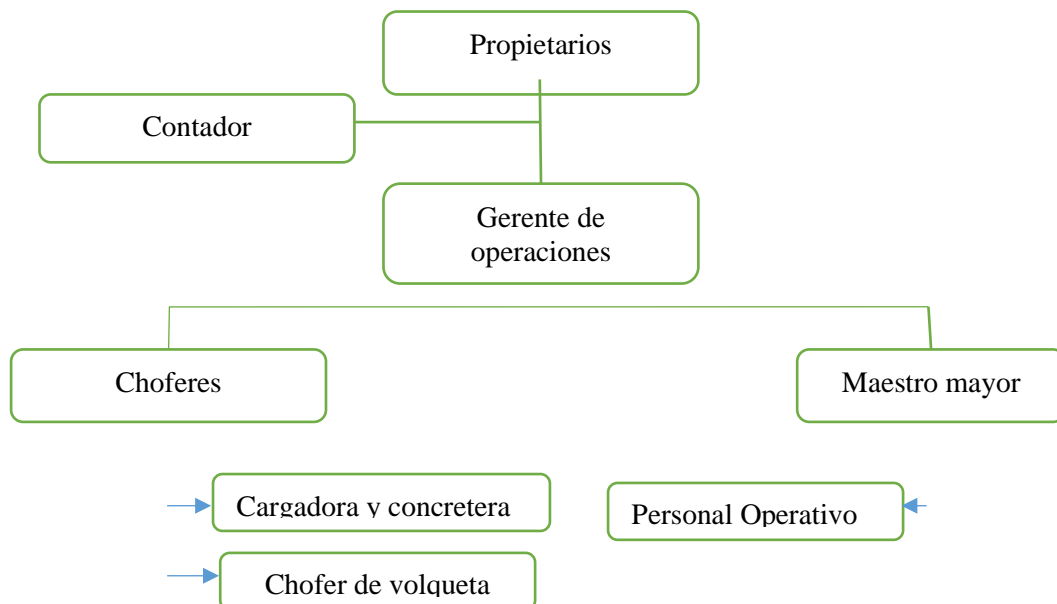 Propietarios
Contador
Gerente de
operaciones
Choferes
Maestro mayor
Cargadora y concretera
Personal Operativo
Chofer de volqueta